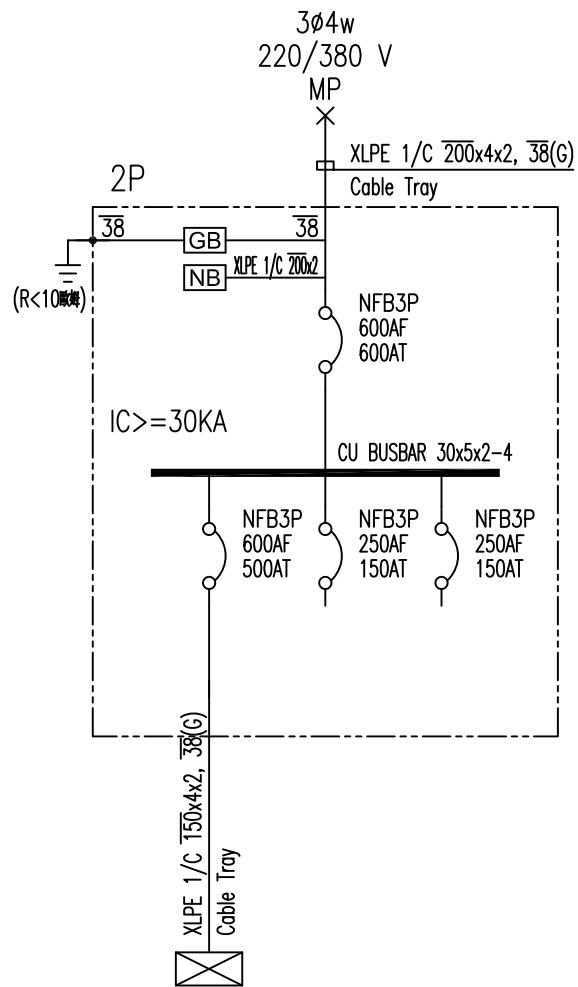 3ø4w
220/380 V
MP
XLPE 1/C 200x4x2, 38(G)
Cable Tray
2P
38
GB
38
NB
XLPE 1/C 200x2
NFB3P
600AF
600AT
IC>=30KA
CU BUSBAR 30x5x2-4
NFB3P
600AF
500AT
NFB3P
250AF
150AT
NFB3P
250AF
150AT
XLPE 1/C 150x4x2, 38(G)
Cable Tray